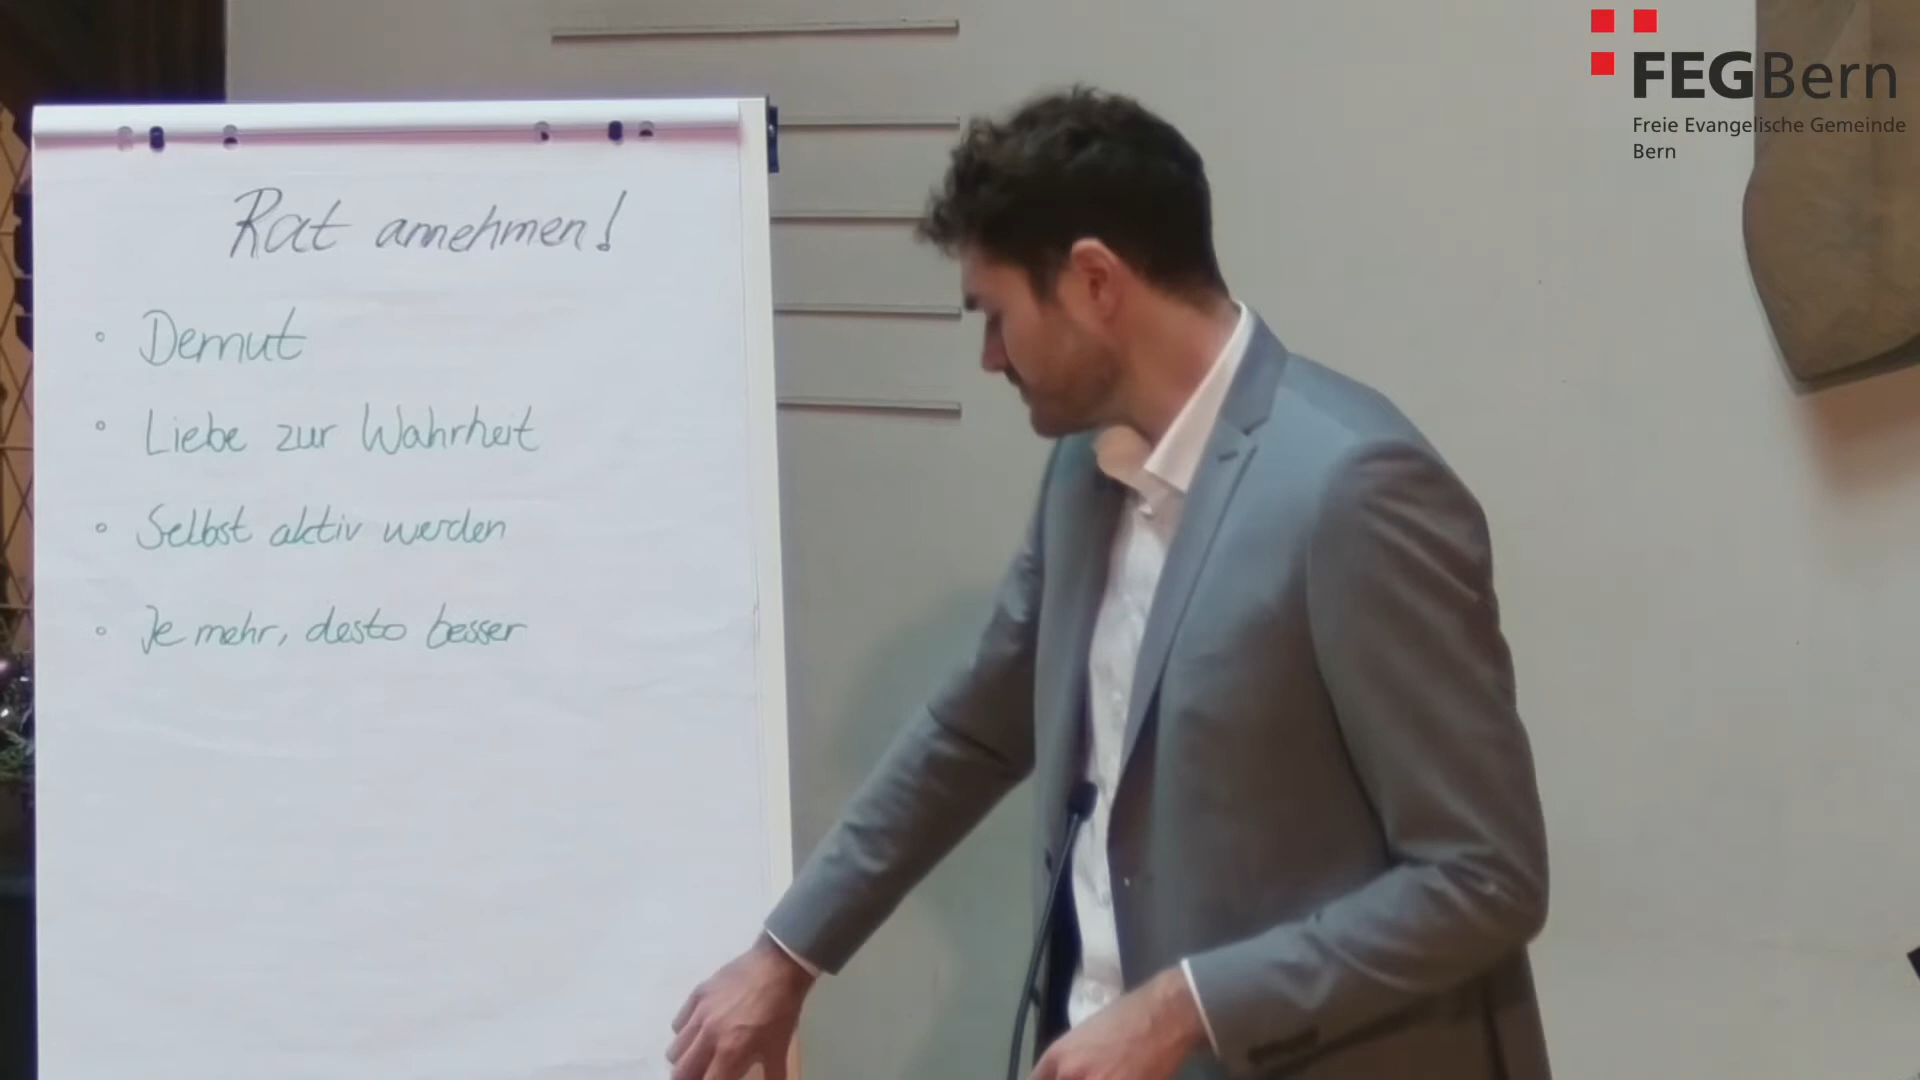 FEGBern
Freie Evangelische Gemeinde
Bern
Rat annehmen!
◦ Demut
◦ Liebe zur Wahrheit
◦ Selbst aktiv werden
◦ Je mehr, desto besser